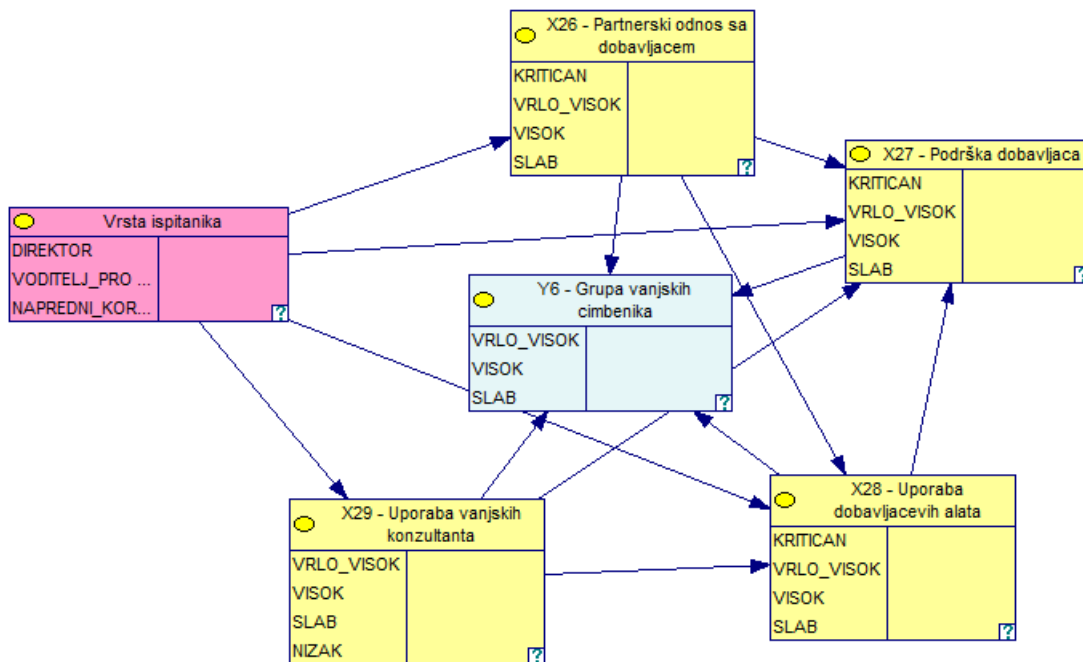 X26 - Partnerski odnos sa
dobavljacem
KRITICAN
VRLO_VISOK
VISOK
SLAB
?
X27 - Podrška dobavljaca
KRITICAN
VRLO_VISOK
VISOK
SLAB
?
Vrsta ispitanika
DIREKTOR
VODITELJ_PRO ...
NAPREDNI_KOR...
?
Y6 - Grupa vanjskih
cimbenika
VRLO_VISOK
VISOK
SLAB
?
X28 - Uporaba
dobavljacevih alata
KRITICAN
VRLO_VISOK
VISOK
SLAB
?
X29 - Uporaba vanjskih
konzultanta
VRLO_VISOK
VISOK
SLAB
NIZAK
?